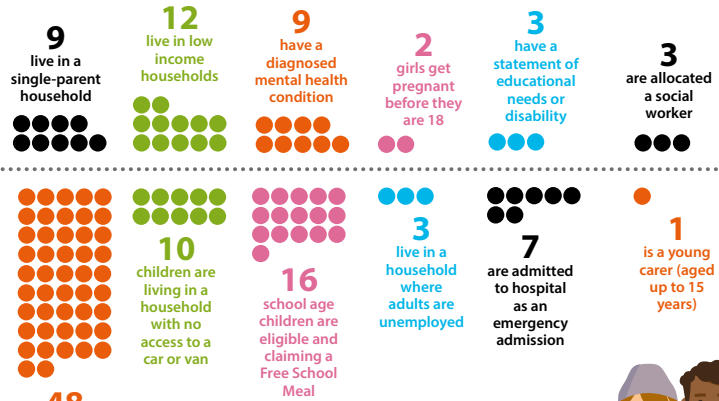 9
live in a
single-parent
household
12
live in low
income
households
9
have a
diagnosed
mental health
condition
2
girls get
pregnant
before they
are 18
3
have a
statement of
educational
needs or
disability
3
are allocated
a social
worker
48
10
children are
living in a
household
with no
access to a
car or van
16
school age
children are
eligible and
claiming a
Free School
Meal
3
live in a
household
where
adults are
unemployed
7
are admitted
to hospital
as an
emergency
admission
1
is a young
carer (aged
up to 15
years)